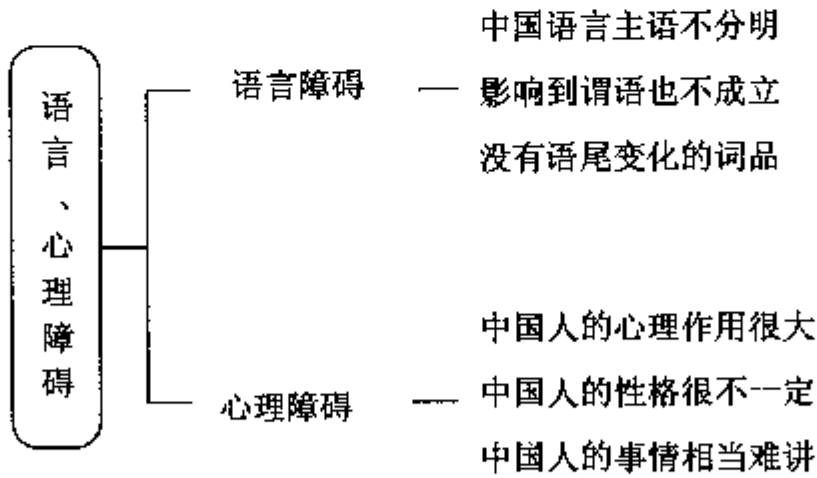 语言、心理障碍
语言障碍
中国语言主语不分明
影响到谓语也不成立
没有语尾变化的词品
心理障碍
中国人的心理作用很大
中国人的性格很不一定
中国人的事情相当难讲